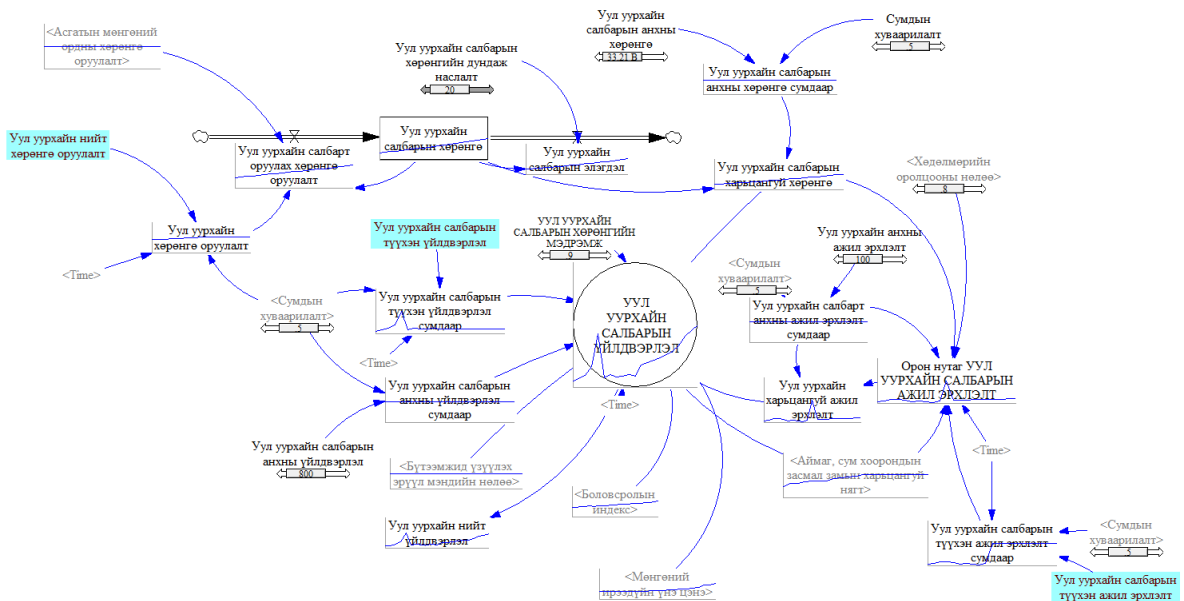 <Асгатын мөнгөний
ордны хөрөнгө
оруулалт>
Уул уурхайн салбарын
хөрөнгийн дундаж
наслалт
20
Уул уурхайн
салбарын анхны
хөрөнгө
33.21 B
Сумдын
хуваарилалт
.5
Уул уурхайн салбарын
анхны хөрөнгө сумдаар
Уул уурхайн нийт
хөрөнгө оруулалт
Уул уурхайн салбарт
оруулах хөрөнгө
оруулалт
Уул уурхайн
салбарын хөрөнгө
Уул уурхайн
салбарын элэгдэл
Уул уурхайн салбарын
харьцангуй хөрөнгө
<Хөдөлмөрийн
оролцооны нөлөө>
.8
Уул уурхайн
хөрөнгө оруулалт
<Time>
Уул уурхайн салбарын
түүхэн үйлдвэрлэл
УУЛ УУРХАЙН
САЛБАРЫН ХӨРӨНГИЙН
МЭДРЭМЖ
.9
Уул уурхайн анхны
ажил эрхлэлт
100
<Сумдын
хуваарилалт>
.5
<Сумдын
хуваарилалт>
.5
Уул уурхайн салбарын
түүхэн үйлдвэрлэл
сумдаар
<Time>
УУЛ
УУРХАЙН
САЛБАРЫН
ҮЙЛДВЭРЛЭЛ
Уул уурхайн салбарт
анхны ажил эрхлэлт
сумдаар
Уул уурхайн салбарын
анхны үйлдвэрлэл
сумдаар
<Time>
Уул уурхайн
харьцангуй ажил
эрхлэлт
Орон нутаг УУЛ
УУРХАЙН САЛБАРЫН
АЖИЛ ЭРХЛЭЛТ
Уул уурхайн салбарын
анхны үйлдвэрлэл
800
<Бүтээмжид үзүүлэх
эрүүл мэндийн нөлөө>
<Боловсролын
индекс>
<Аймаг, сум хоорондын
засмал замын харьцангуй
нягт>
<Time>
Уул уурхайн нийт
үйлдвэрлэл
Уул уурхайн салбарын
түүхэн ажил эрхлэлт
сумдаар
<Сумдын
хуваарилалт>
.5
<Мөнгөний
ирээдүйн үнэ цэнэ>
Уул уурхайн салбарын
түүхэн ажил эрхлэлт